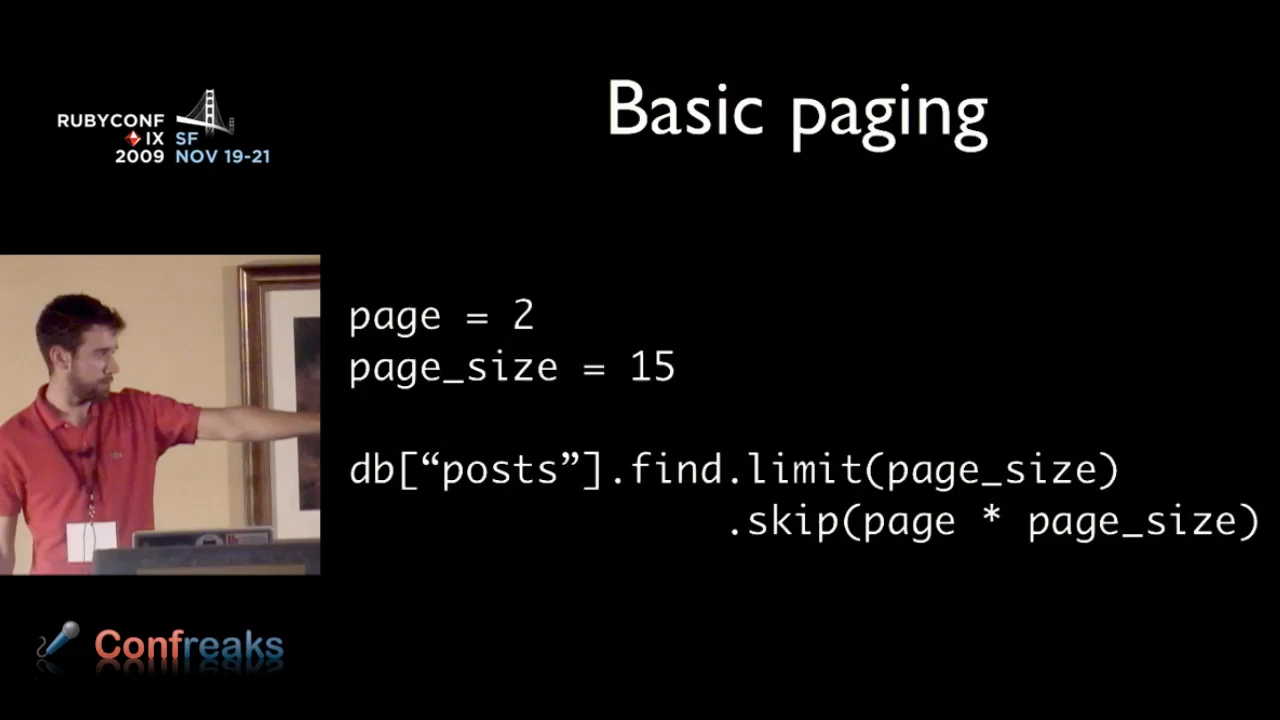 RUBYCONF
IX SF
2009 NOV 19-21
Basic paging
page = 2
page_size = 15
db[“posts”].find.limit(page_size)
.skip(page * page_size)
Confreaks